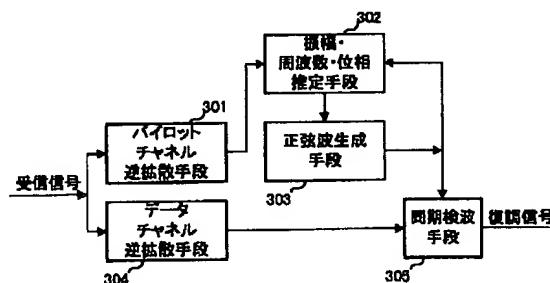 302
振幅・
周波数・位相
推定手段
301
パイロット
チャネル
逆拡散手段
正弦波生成
手段
303
受信信号
データ
チャネル
逆拡散手段
304
同期検波
手段
305
復調信号